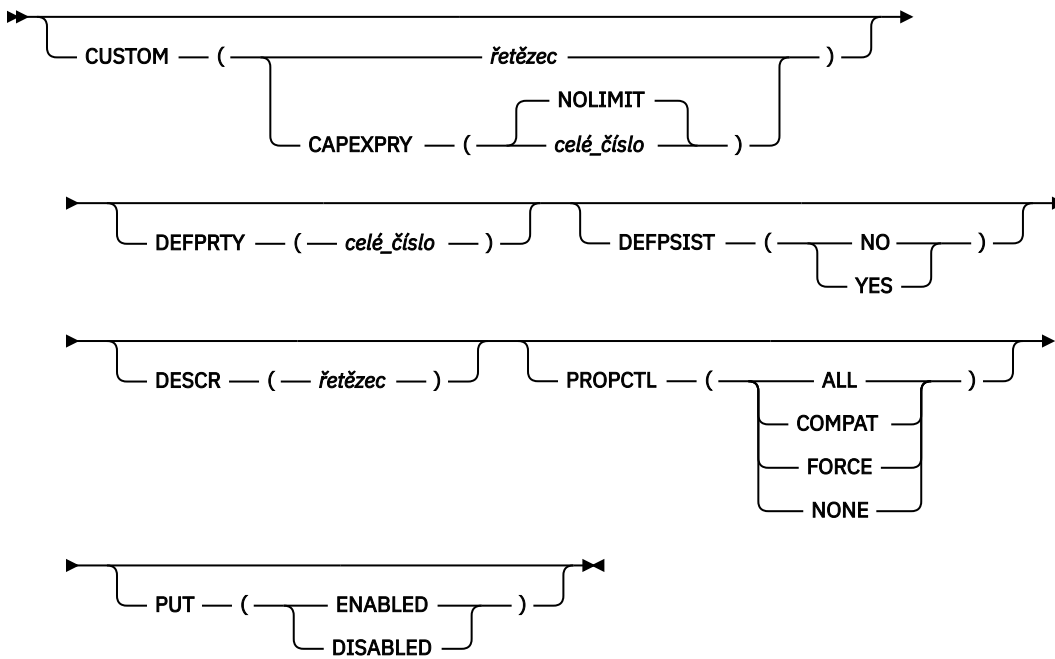 CUSTOM ( řetězec )
NOLIMIT
CAPEXPRY ( celé_číslo )
DEFPRTY ( celé_číslo ) DEFPSIST ( NO )
YES
DESCR ( řetězec ) PROPCTL ( ALL )
COMPAT
FORCE
NONE
PUT ( ENABLED )
DISABLED